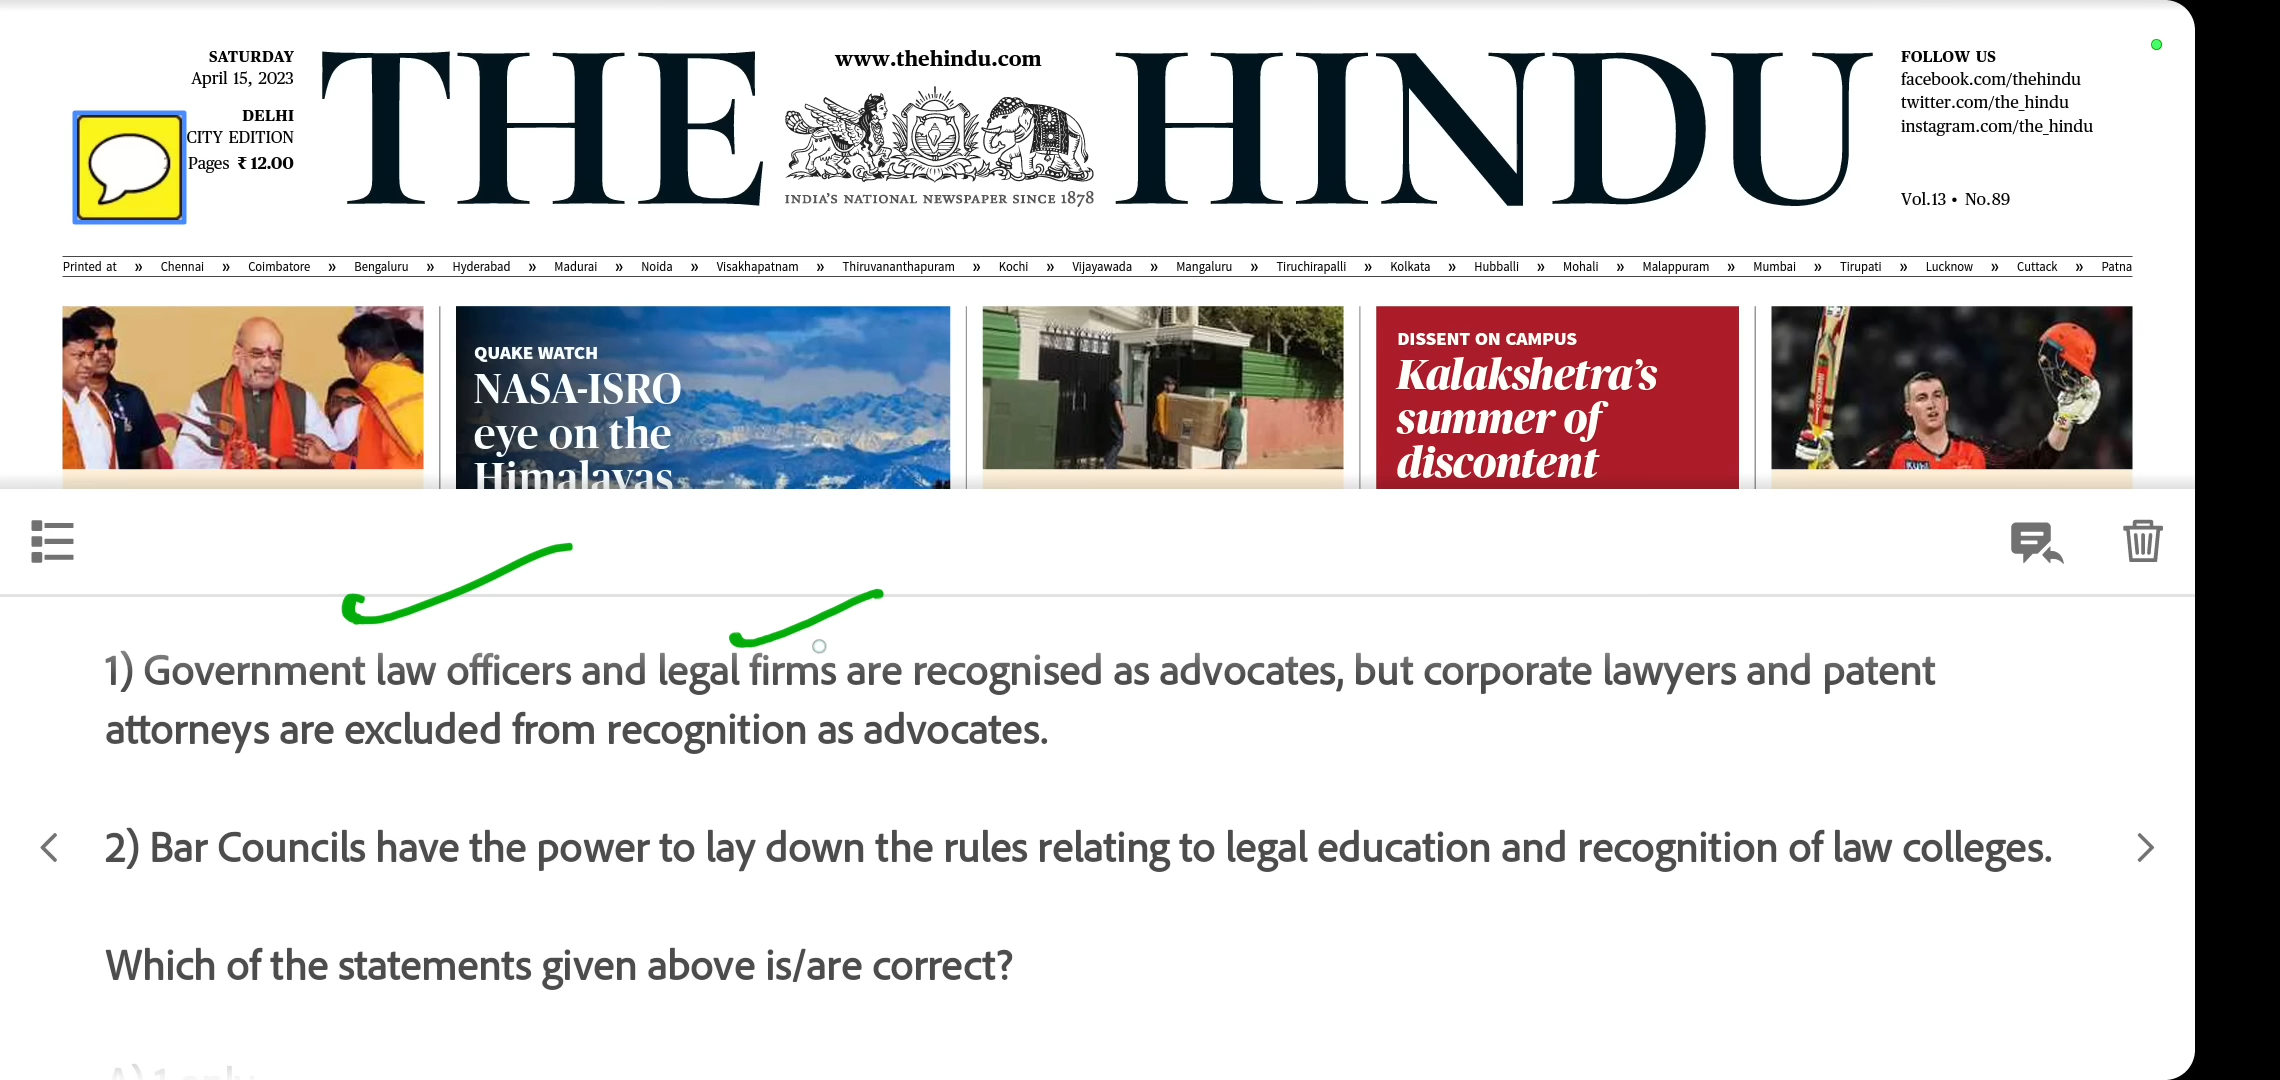 SATURDAY
April 15, 2023
DELHI
CITY EDITION
Pages ₹ 12.00
THE HINDU
www.thehindu.com
INDIA'S NATIONAL NEWSPAPER SINCE 1878
FOLLOW US
facebook.com/thehindu
twitter.com/the_hindu
instagram.com/the_hindu
Vol.13 • No.89
Printed at » Chennai » Coimbatore » Bengaluru » Hyderabad » Madurai » Noida » Visakhapatnam » Thiruvananthapuram » Kochi » Vijayawada » Mangaluru » Tiruchirapalli » Kolkata » Hubballi » Mohali » Malappuram » Mumbai » Tirupati » Lucknow » Cuttack » Patna
QUAKE WATCH
NASA-ISRO
eye on the
Himalayas
DISSENT ON CAMPUS
Kalakshetra's
summer of
discontent
1) Government law officers and legal firms are recognised as advocates, but corporate lawyers and patent
attorneys are excluded from recognition as advocates.
2) Bar Councils have the power to lay down the rules relating to legal education and recognition of law colleges.
Which of the statements given above is/are correct?
A) 1 only